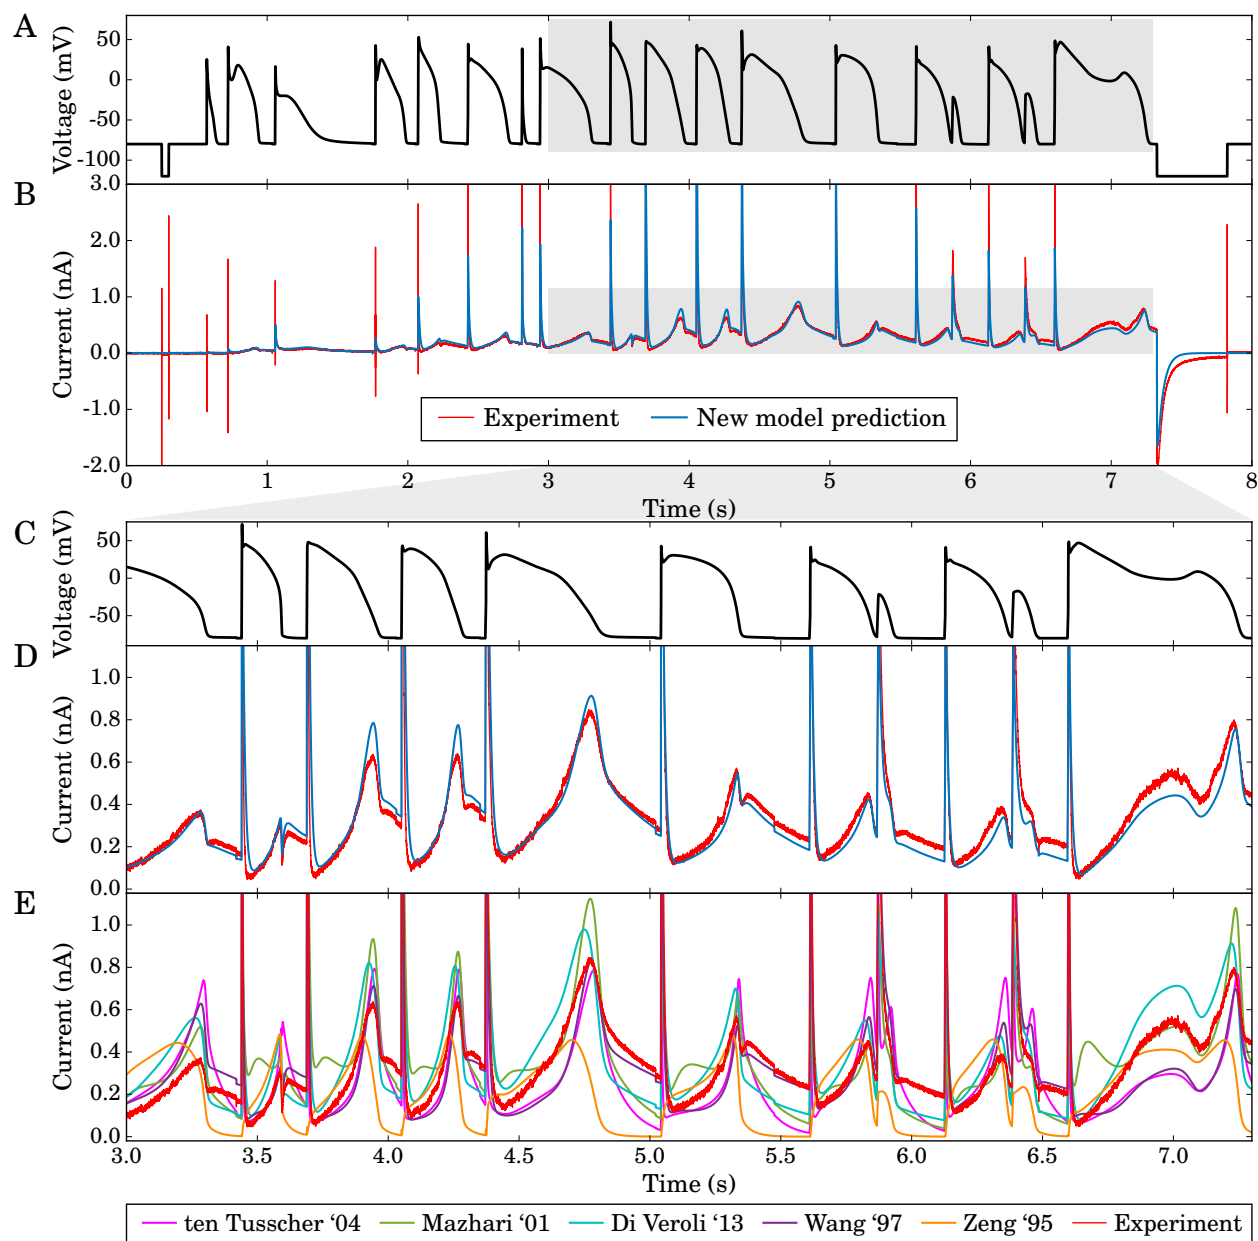 A
Voltage (mV)
50
0
-50
-100
B
Current (nA)
3.0
2.0
1.0
0.0
-1.0
-2.0
Experiment New model prediction
0 1 2 3 4 5 6 7 8
Time (s)
C
Voltage (mV)
50
0
-50
D
Current (nA)
1.0
0.8
0.6
0.4
0.2
0.0
E
Current (nA)
1.0
0.8
0.6
0.4
0.2
0.0
3.0 3.5 4.0 4.5 5.0 5.5 6.0 6.5 7.0
Time (s)
ten Tusscher ‘04 Mazhari ‘01 Di Veroli ‘13 Wang ‘97 Zeng ‘95 Experiment